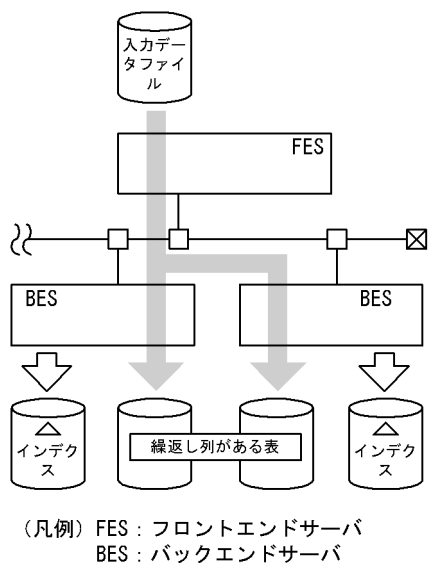 入力デー
タファイ
ル
FES
BES
BES
インデク
ス
繰返し列がある表
インデク
ス
（凡例）FES：フロントエンドサーバ
BES：バックエンドサーバ